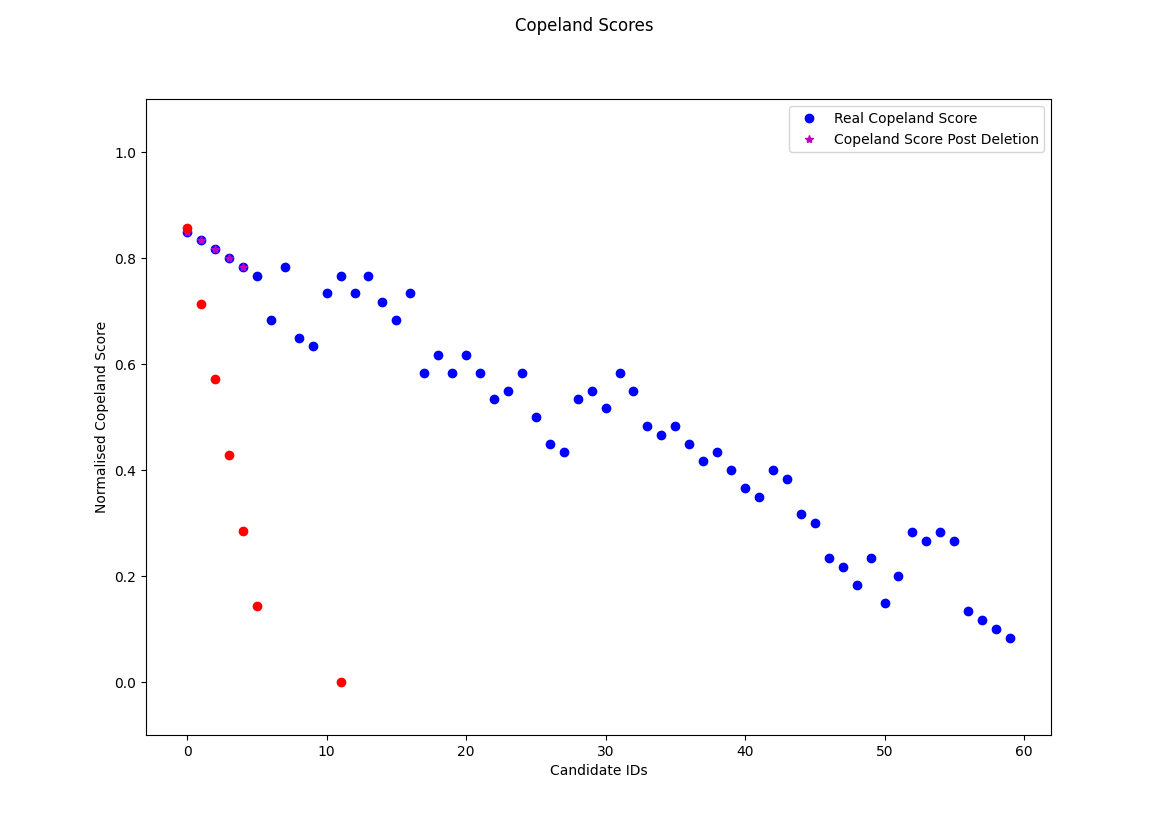 Copeland Scores
Real Copeland Score
Copeland Score Post Deletion
1.0
0.8
0.6
0.4
0.2
0.0
Normalised Copeland Score
0 10 20 30 40 50 60
Candidate IDs